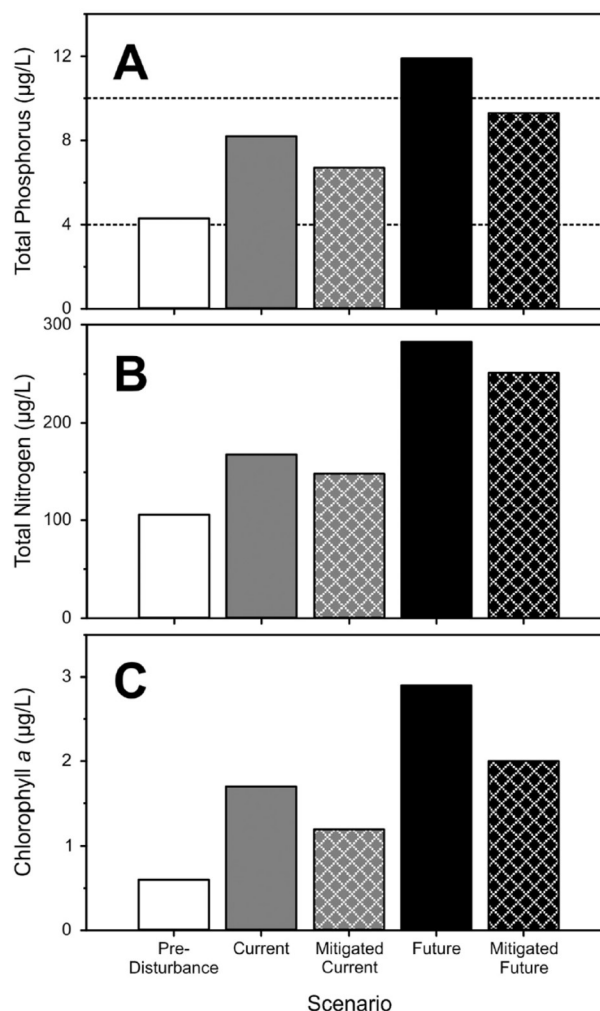 A
Total Phosphorus (µg/L)
12
8
4
0
B
Total Nitrogen (µg/L)
300
200
100
0
C
Chlorophyll a (µg/L)
3
2
1
0
Pre-
Disturbance
Current
Mitigated
Current
Future
Mitigated
Future
Scenario